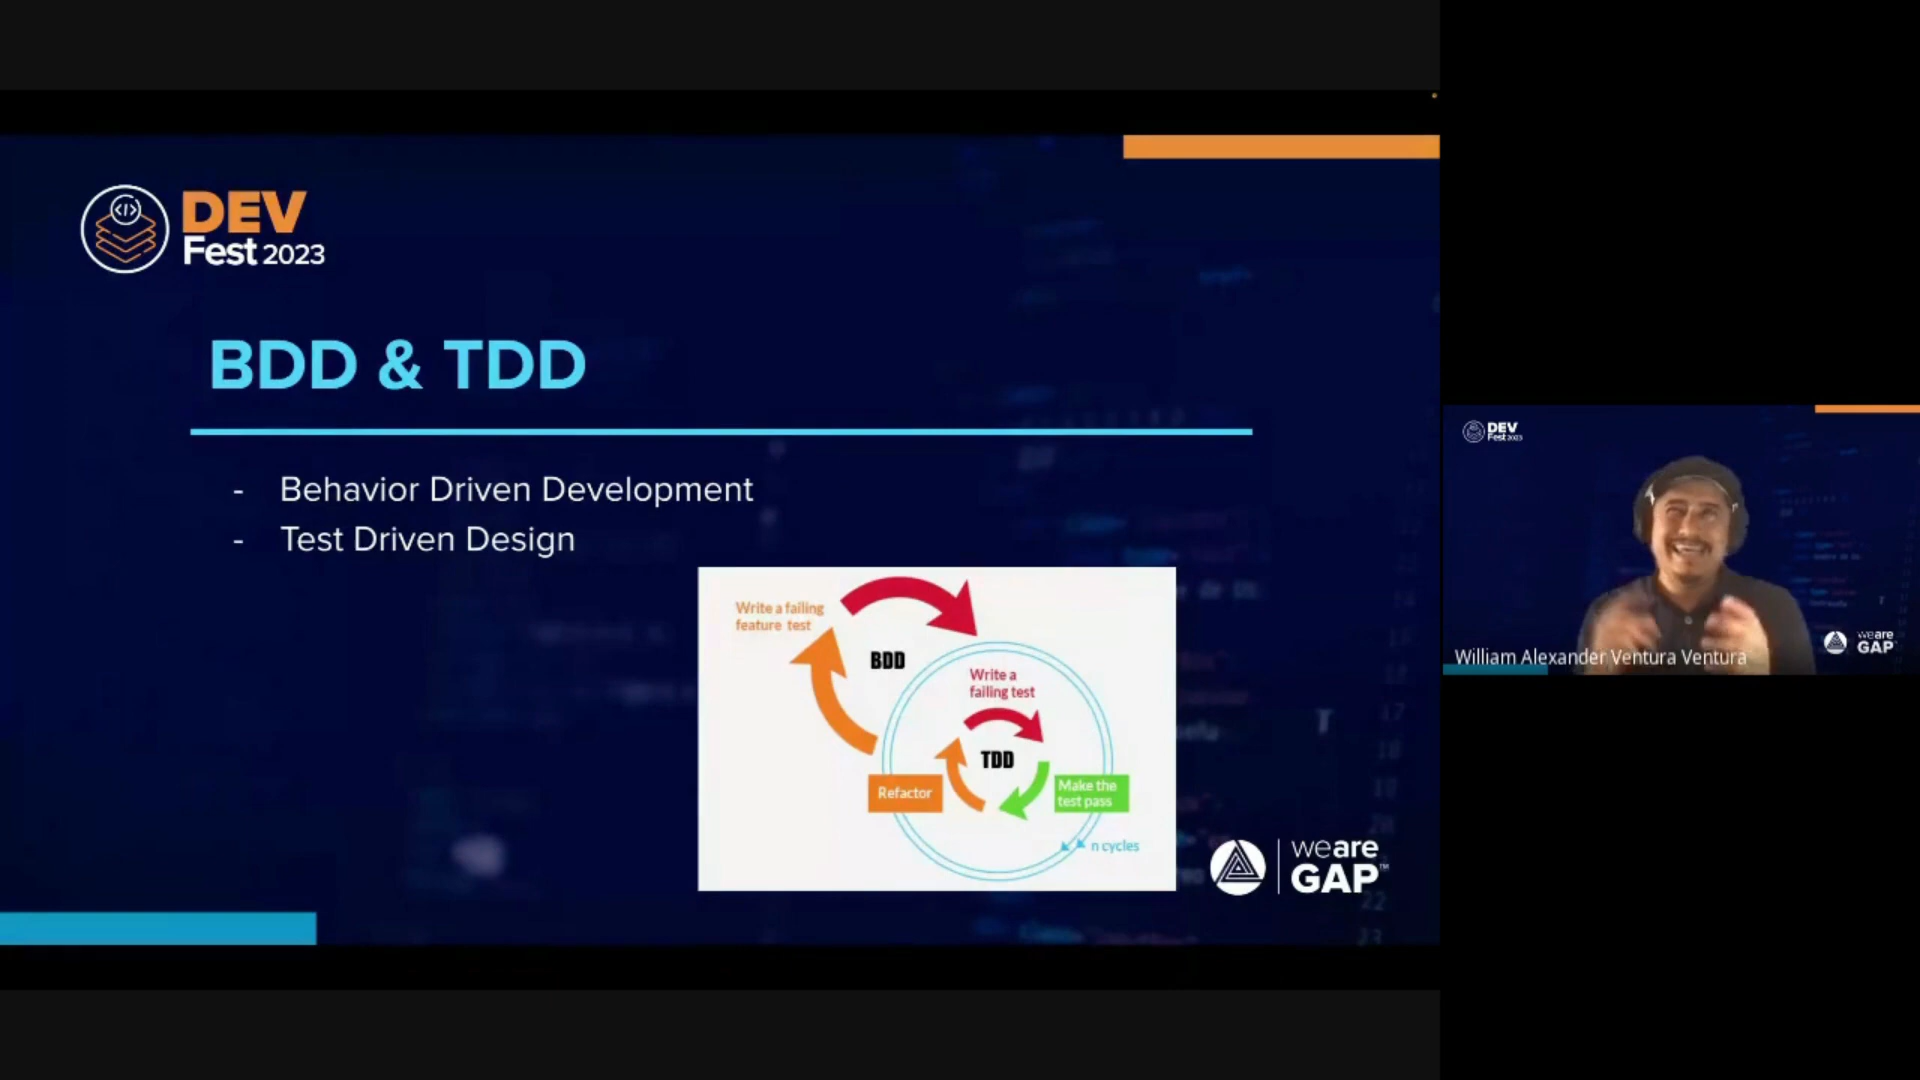 DEV
Fest 2023
BDD & TDD
- Behavior Driven Development
- Test Driven Design
Write a failing
feature test
BDD
Write a
failing test
TDD
Refactor
Make the
test pass
n cycles
weare
GAP™
DEV
Fest 2023
William Alexander Ventura Ventura
weare
GAP